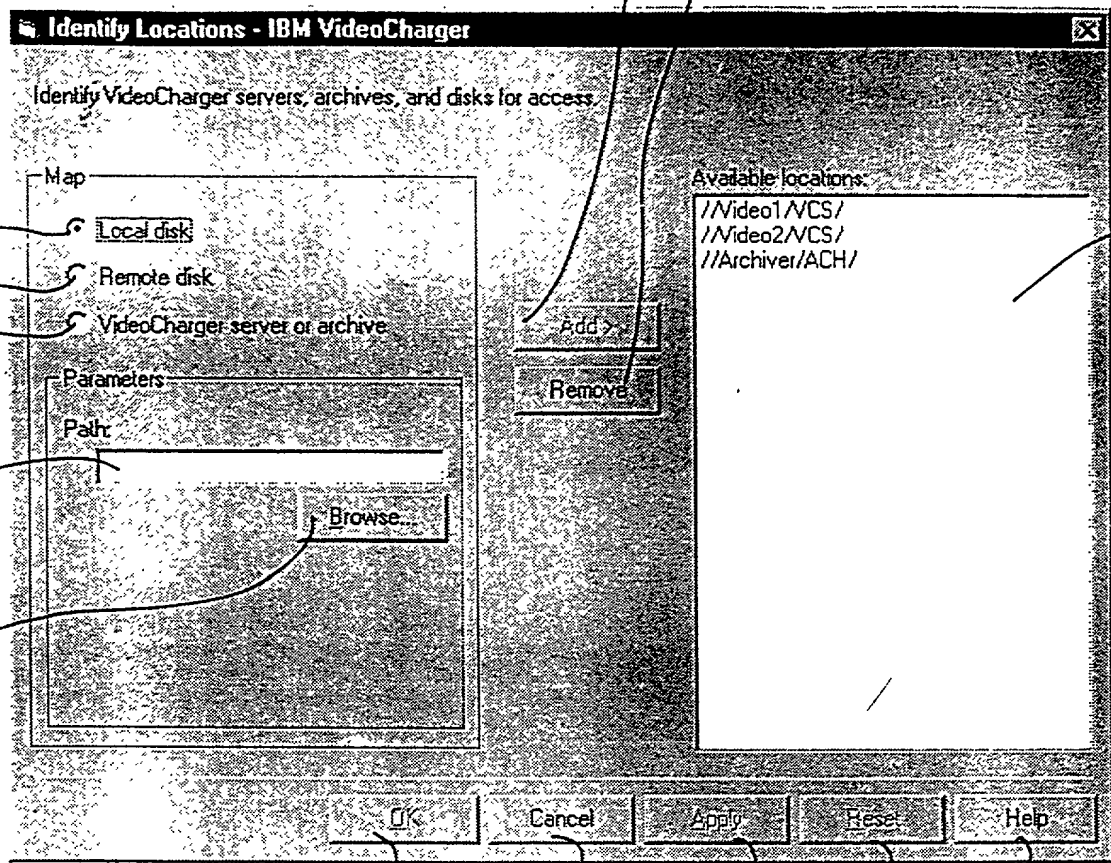 Identify Locations - IBM VideoCharger
Identify VideoCharger servers, archives, and disks for access.
Map
Local disk
Remote disk
VideoCharger server or archive
Parameters
Path:
Browse...
Add >
Remove
Available locations:
//Video1/VCS/
//Video2/VCS/
//Archiver/ACH/
OK
Cancel
Apply
Reset
Help